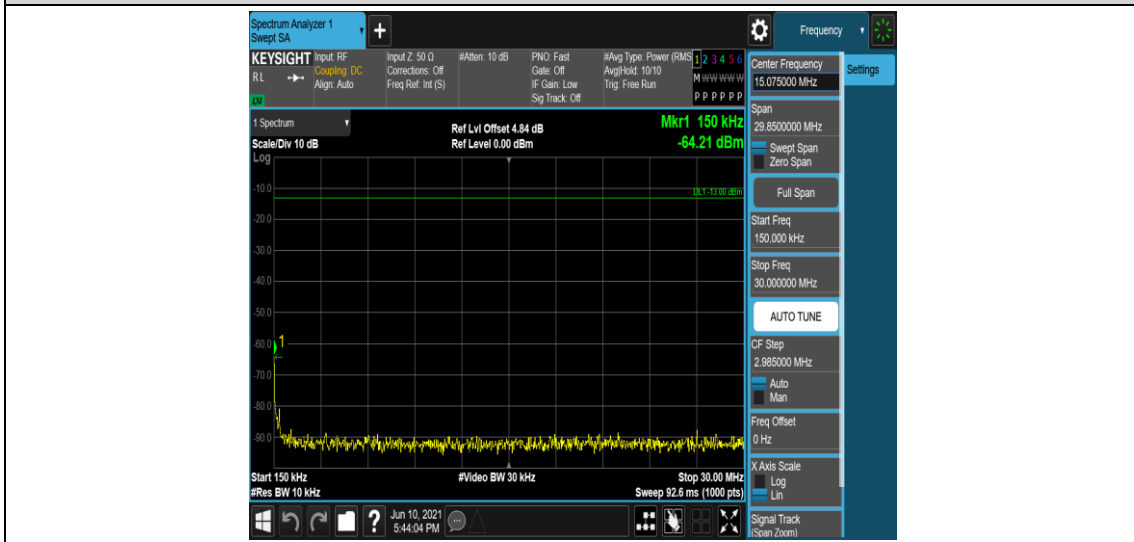 Spectrum Analyzer 1
Swept SA
+
Frequency
KEYSIGHT
R L
LXI
Input: RF
Coupling: DC
Align: Auto
Input Z: 50 Ω
Corrections: Off
Freq Ref: Int (S)
#Atten: 10 dB
PNO: Fast
Gate: Off
IF Gain: Low
Sig Track: Off
#Avg Type: Power (RMS
Avg|Hold: 10/10
Trig: Free Run
1 2 3 4 5 6
M W W W W W
P P P P P P
1 Spectrum
Scale/Div 10 dB
Log
Ref Lvl Offset 4.84 dB
Ref Level 0.00 dBm
Mkr1 150 kHz
-64.21 dBm
DL1 -13.00 dBm
-10.0
-20.0
-30.0
-40.0
-50.0
-60.0
1
-70.0
-80.0
-90.0
Start 150 kHz
#Res BW 10 kHz
#Video BW 30 kHz
Stop 30.00 MHz
Sweep 92.6 ms (1000 pts)
Center Frequency
15.075000 MHz
Settings
Span
29.8500000 MHz
Swept Span
Zero Span
Full Span
Start Freq
150.000 kHz
Stop Freq
30.000000 MHz
AUTO TUNE
CF Step
2.985000 MHz
Auto
Man
Freq Offset
0 Hz
X Axis Scale
Log
Lin
Signal Track
(Span Zoom)
?
Jun 10, 2021
5:44:04 PM